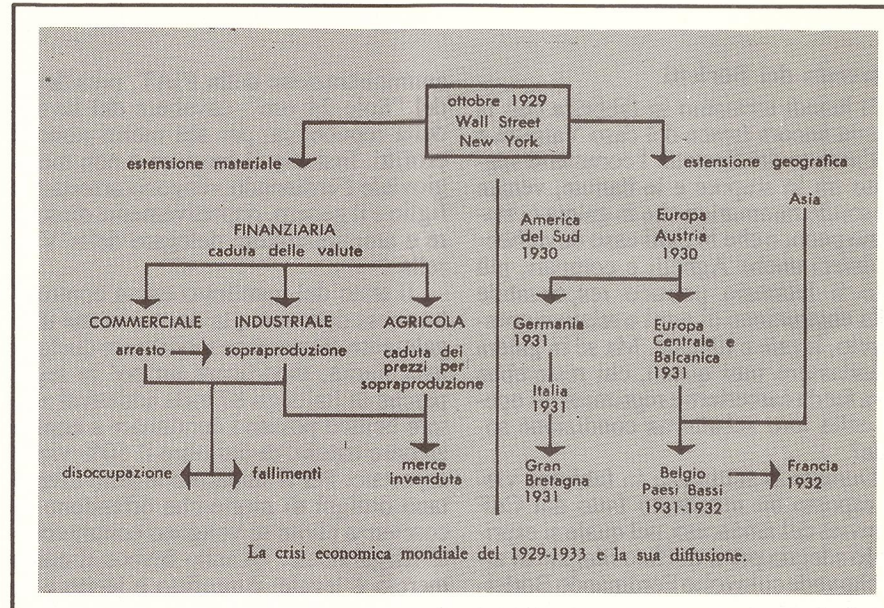 ottobre 1929
Wall Street
New York
estensione materiale
estensione geografica
FINANZIARIA
caduta delle valute
COMMERCIALE
INDUSTRIALE
AGRICOLA
arresto
sopraproduzione
caduta dei
prezzi per
sopraproduzione
disoccupazione
fallimenti
merce
invenduta
America
del Sud
1930
Europa
Austria
1930
Asia
Germania
1931
Europa
Centrale e
Balcanica
1931
Italia
1931
Gran
Bretagna
1931
Belgio
Paesi Bassi
1931-1932
Francia
1932
La crisi economica mondiale del 1929-1933 e la sua diffusione.